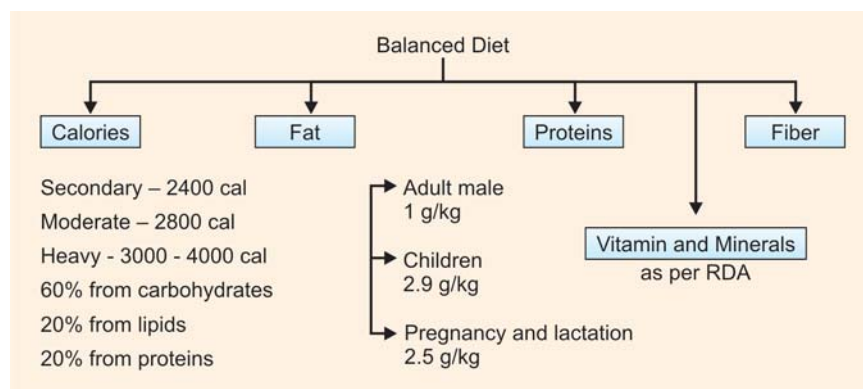 Balanced Diet
Calories
Fat
Proteins
Fiber
Secondary – 2400 cal
Moderate – 2800 cal
Heavy - 3000 - 4000 cal
60% from carbohydrates
20% from lipids
20% from proteins
Adult male
1 g/kg
Children
2.9 g/kg
Pregnancy and lactation
2.5 g/kg
Vitamin and Minerals
as per RDA